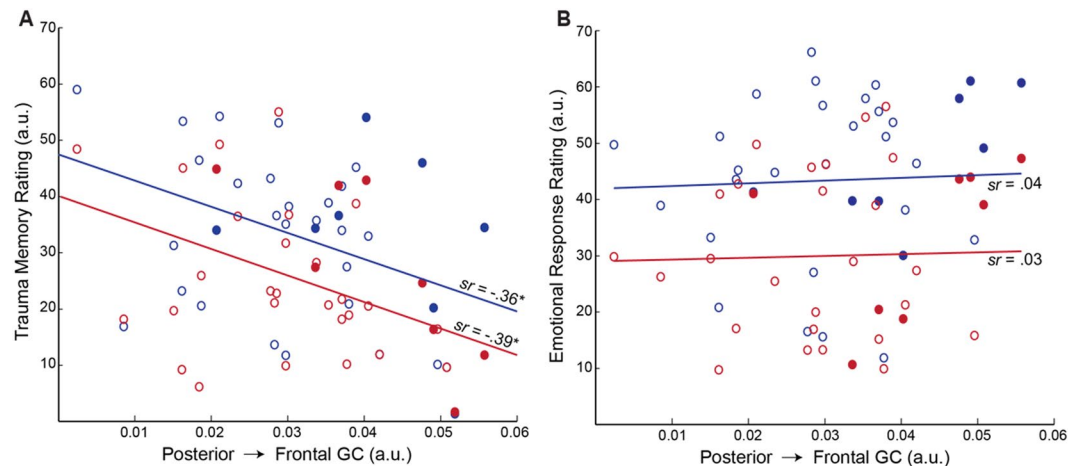 A
70
60
50
40
30
20
10
Trauma Memory Rating (a.u.)
sr = -.36*
sr = -.39*
0.01 0.02 0.03 0.04 0.05 0.06
Posterior → Frontal GC (a.u.)
B
70
60
50
40
30
20
10
Emotional Response Rating (a.u.)
sr = .04
sr = .03
0.01 0.02 0.03 0.04 0.05 0.06
Posterior → Frontal GC (a.u.)